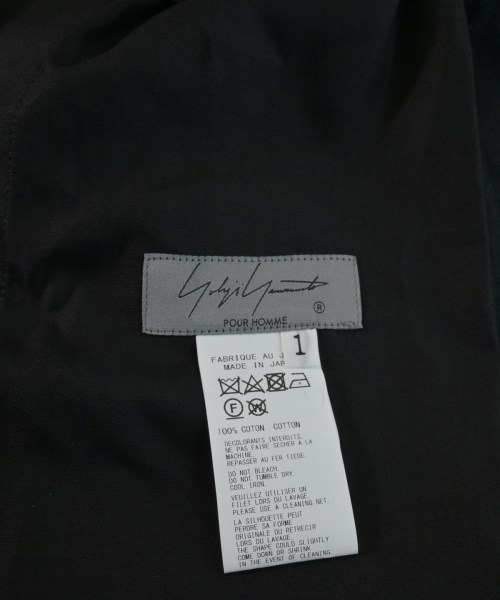 Yohji Yamamoto
®
POUR HOMME
1
FABRIQUE AU J
MADE IN JAP
F W
100% COTON COTTON
DECOLORANTS INTERDITS.
NE PAS FAIRE SECHER A LA
MACHINE.
REPASSER AU FER TIEDE.
DO NOT BLEACH.
DO NOT TUMBLE DRY.
COOL IRON.
VEUILLEZ UTILISER UN
FILET LORS DU LAVAGE.
PLEASE USE A CLEANING NET.
LA SILHOUETTE PEUT
PERDRE SA FORME
ORIGINALE OU RETRECIR
LORS DU LAVAGE.
THE SHAPE COULD SLIGHTLY
COME DOWN OR SHRINK
IN THE EVENT OF CLEANING.